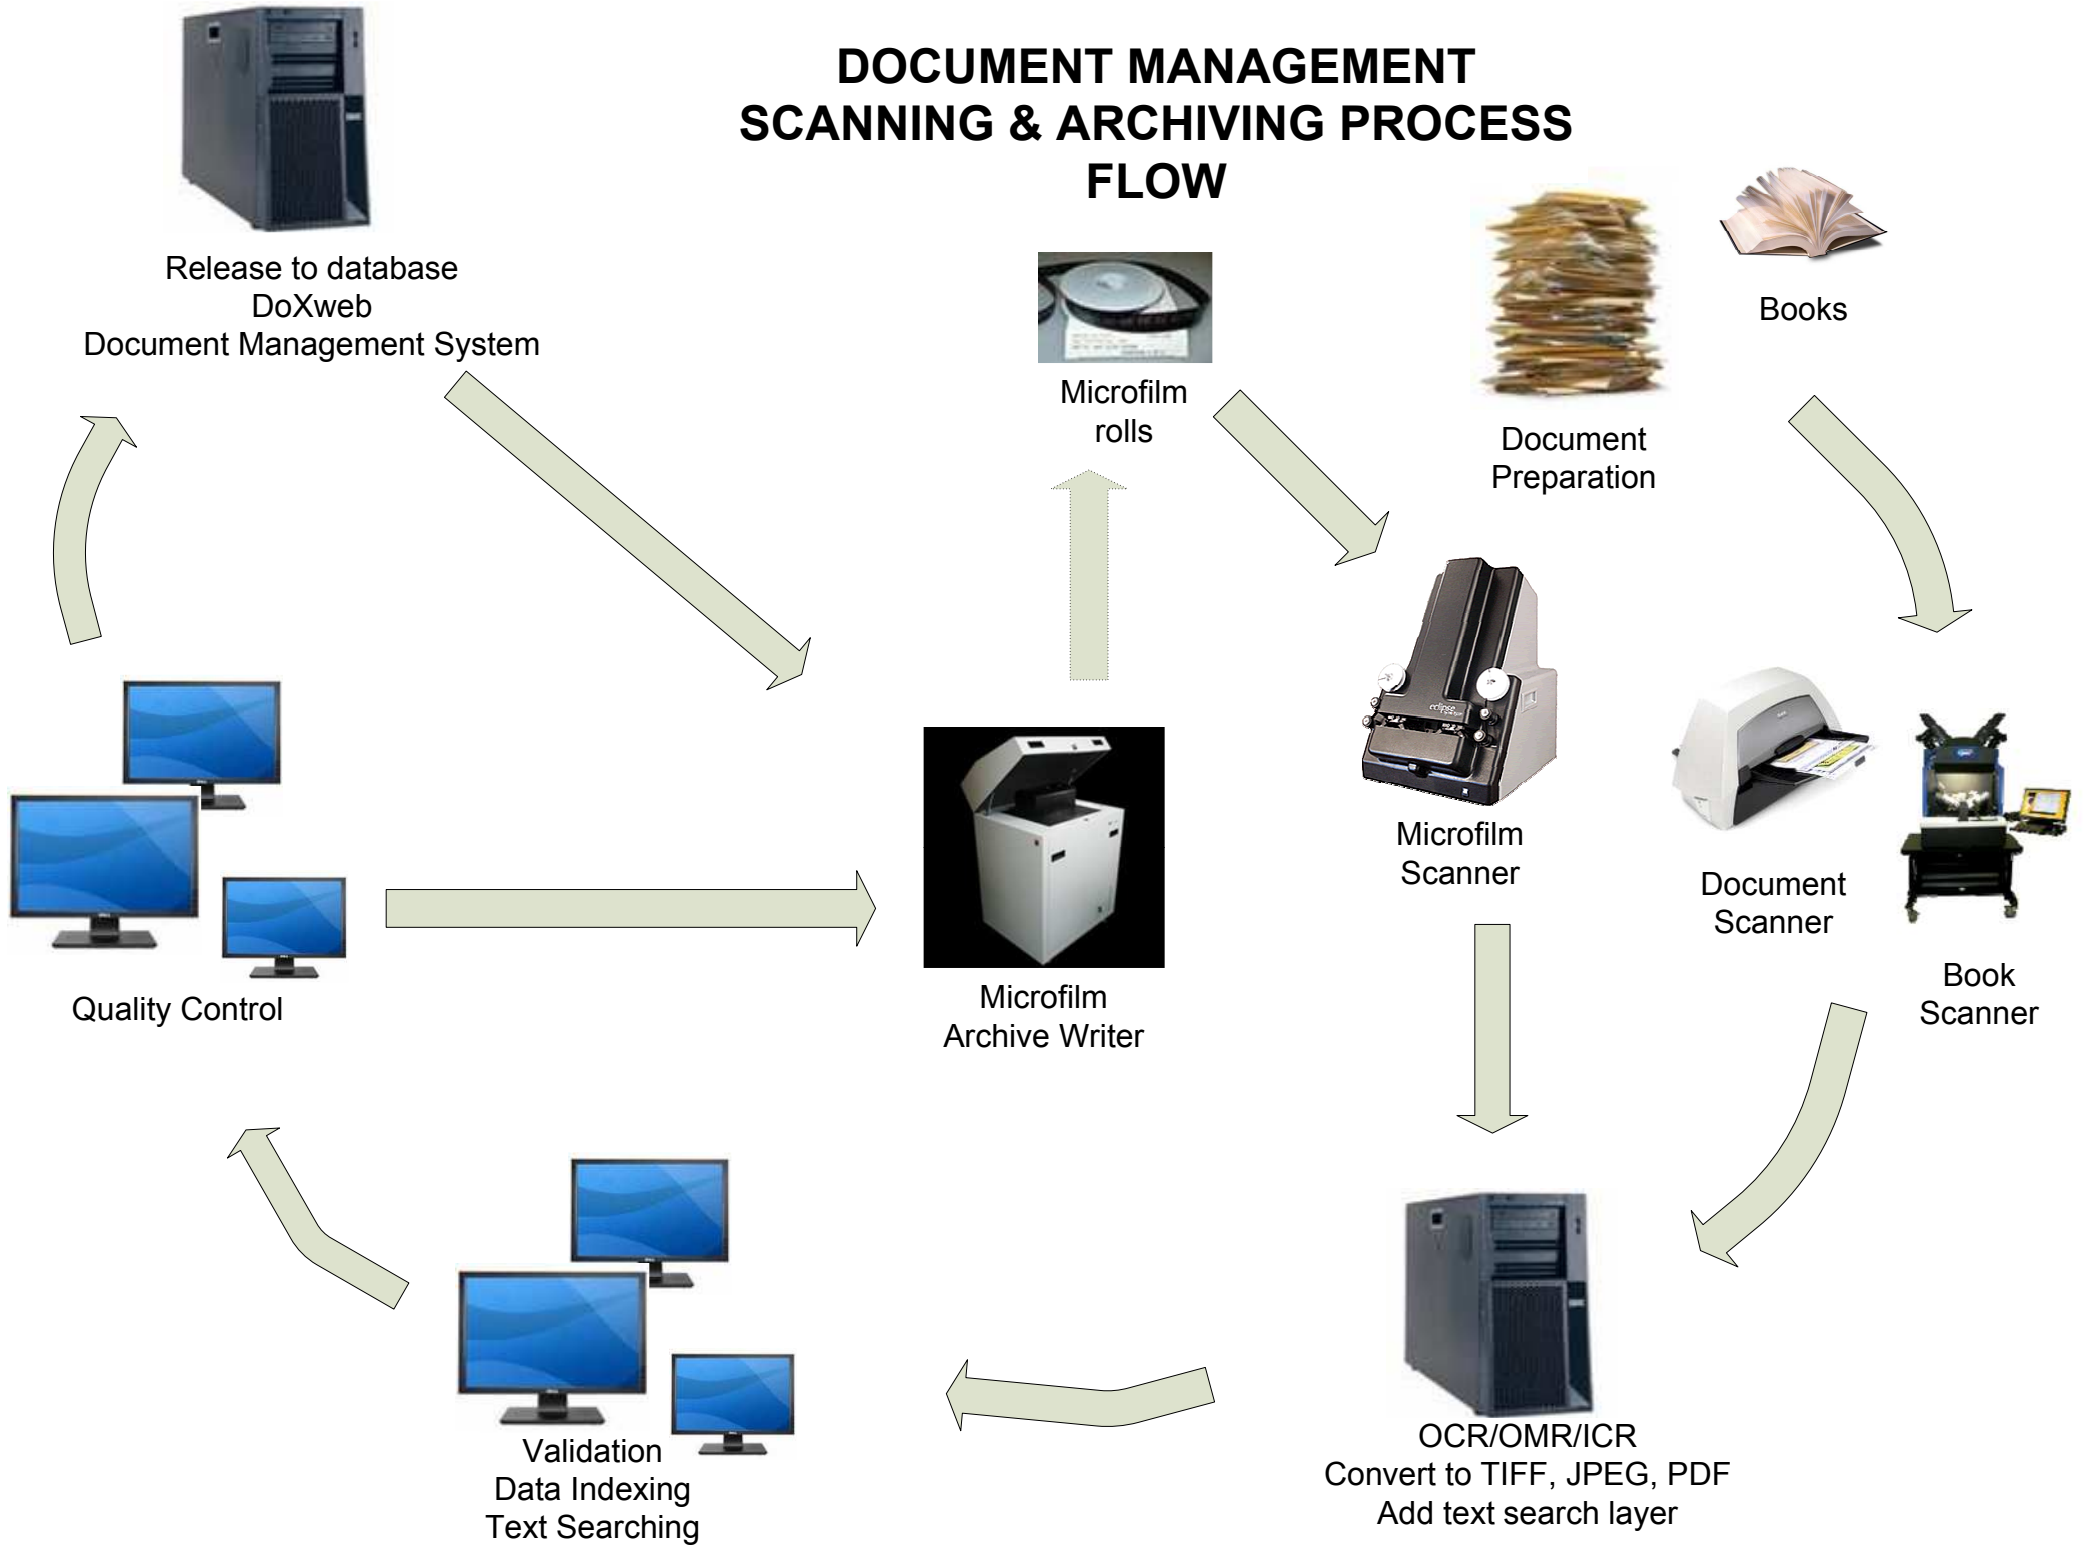 DOCUMENT MANAGEMENT
SCANNING & ARCHIVING PROCESS
FLOW
Release to database
DoXweb
Document Management System
Microfilm
rolls
Document
Preparation
Books
eclipse
Microfilm
Scanner
Document
Scanner
Book
Scanner
Quality Control
Microfilm
Archive Writer
Validation
Data Indexing
Text Searching
OCR/OMR/ICR
Convert to TIFF, JPEG, PDF
Add text search layer